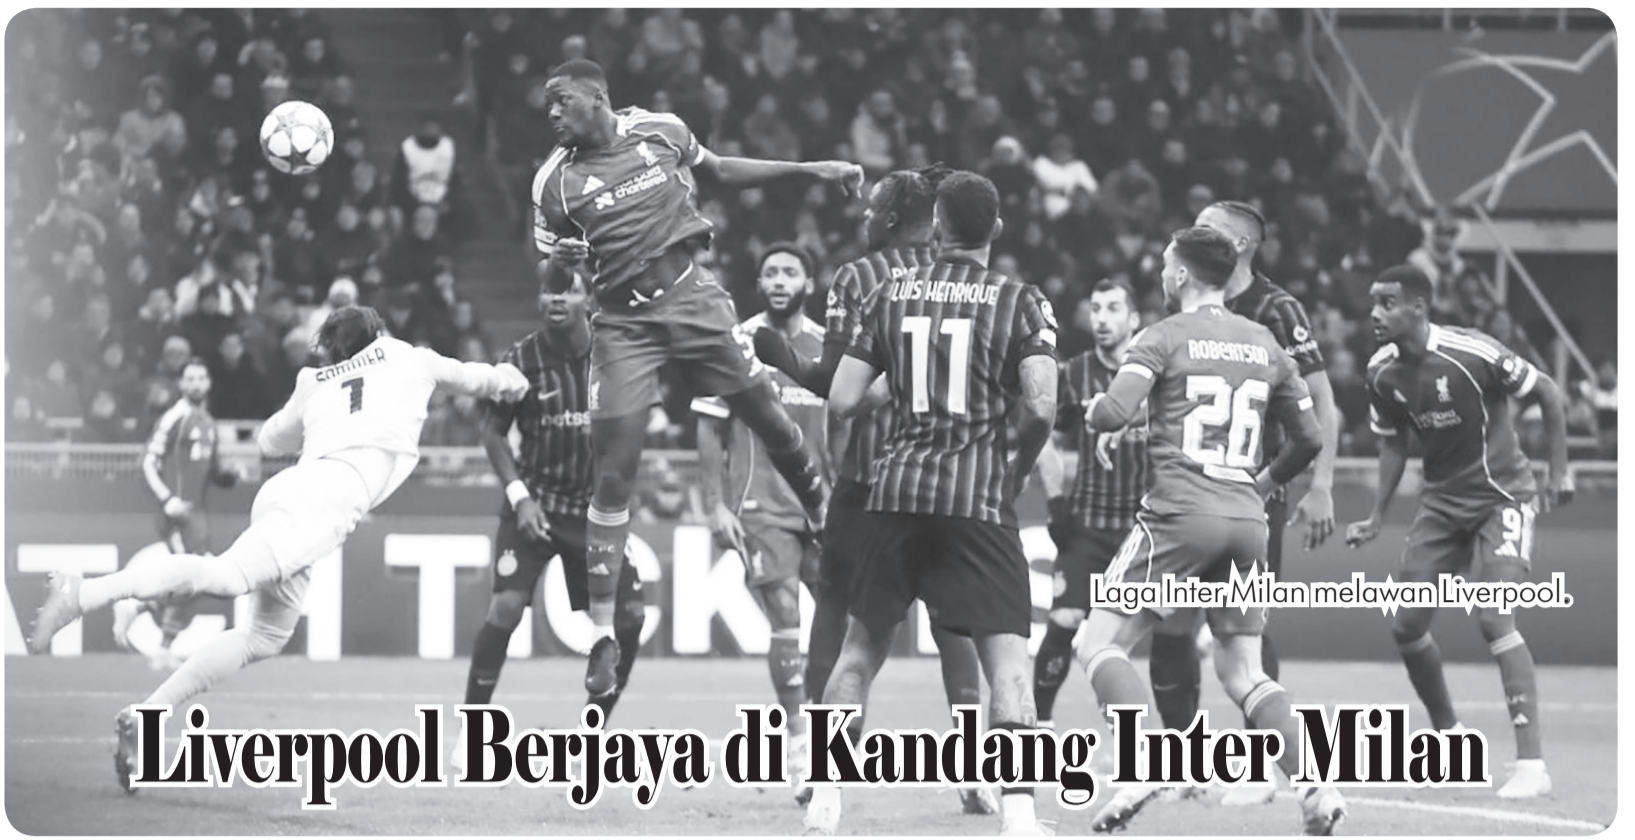 Standard
chartered
SOMMER
1
LUIS HENRIQUE
11
ROBERTSON
26
9
Laga Inter Milan melawan Liverpool.
Liverpool Berjaya di Kandang Inter Milan